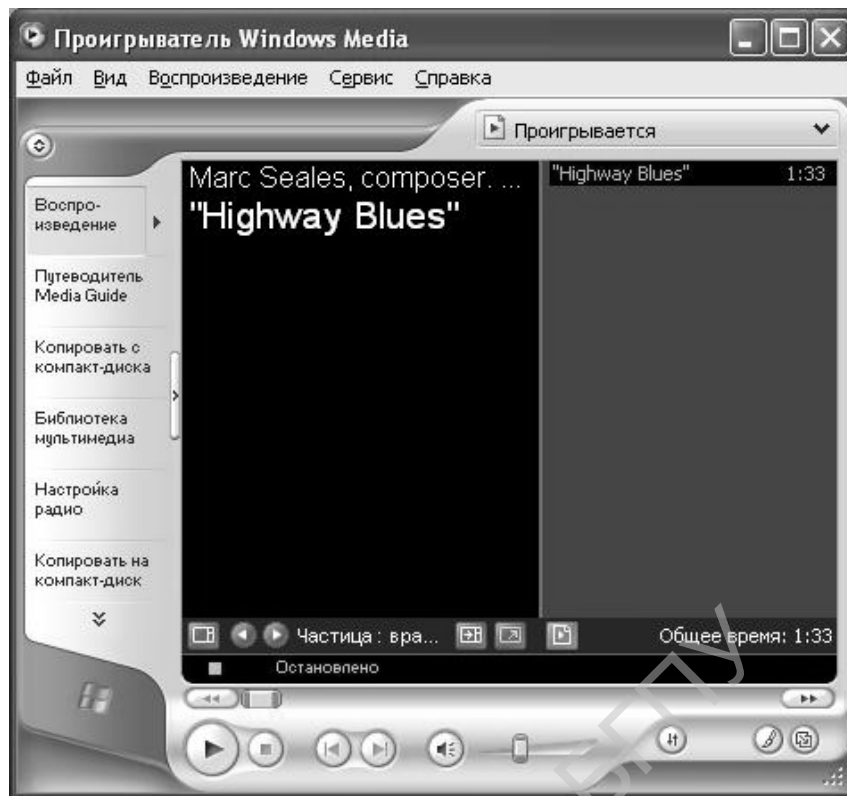 Проигрыватель Windows Media
Файл Вид Воспроизведение Сервис Справка
Проигрывается
Воспро-
изведение
Путеводитель
Media Guide
Копировать с
компакт-диска
Библиотека
мультимедиа
Настройка
радио
Копировать на
компакт-диск
Marc Seales, composer. ...
"Highway Blues"
"Highway Blues" 1:33
Частица : вра...
Общее время: 1:33
Остановлено
БГПУ